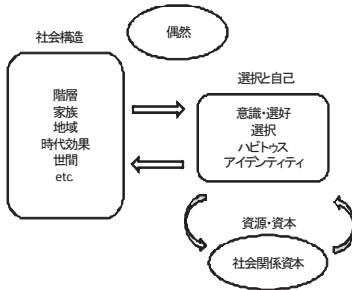 社会構造
偶然
階層
家族
地域
時代効果
世間
etc.
選択と自己
意識・選好
選択
ハビトゥス
アイデンティティ
資源・資本
社会関係資本